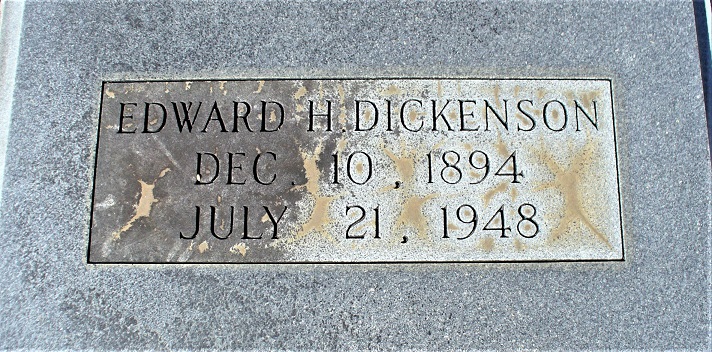 EDWARD H. DICKENSON
DEC. 10, 1894
JULY 21, 1948